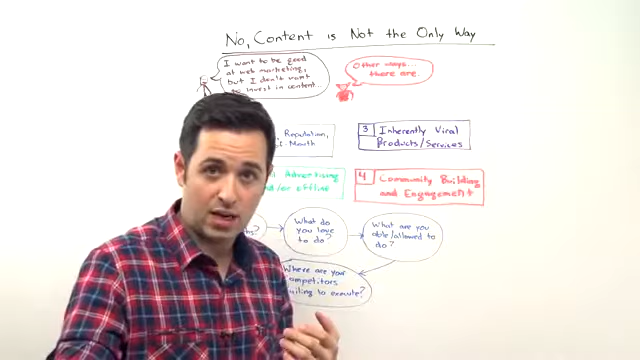 No, Content is Not the Only Way
I want to be good
at web marketing,
but I don't want
to invest in content...
Other ways...
there are.
Reputation,
Mouth
Advertising
offline
3 Inherently Viral
Products/Services
4 Community Building
and Engagement
What do
you love
to do?
What are you
able/allowed to
do?
Where are your
competitors
failing to execute?